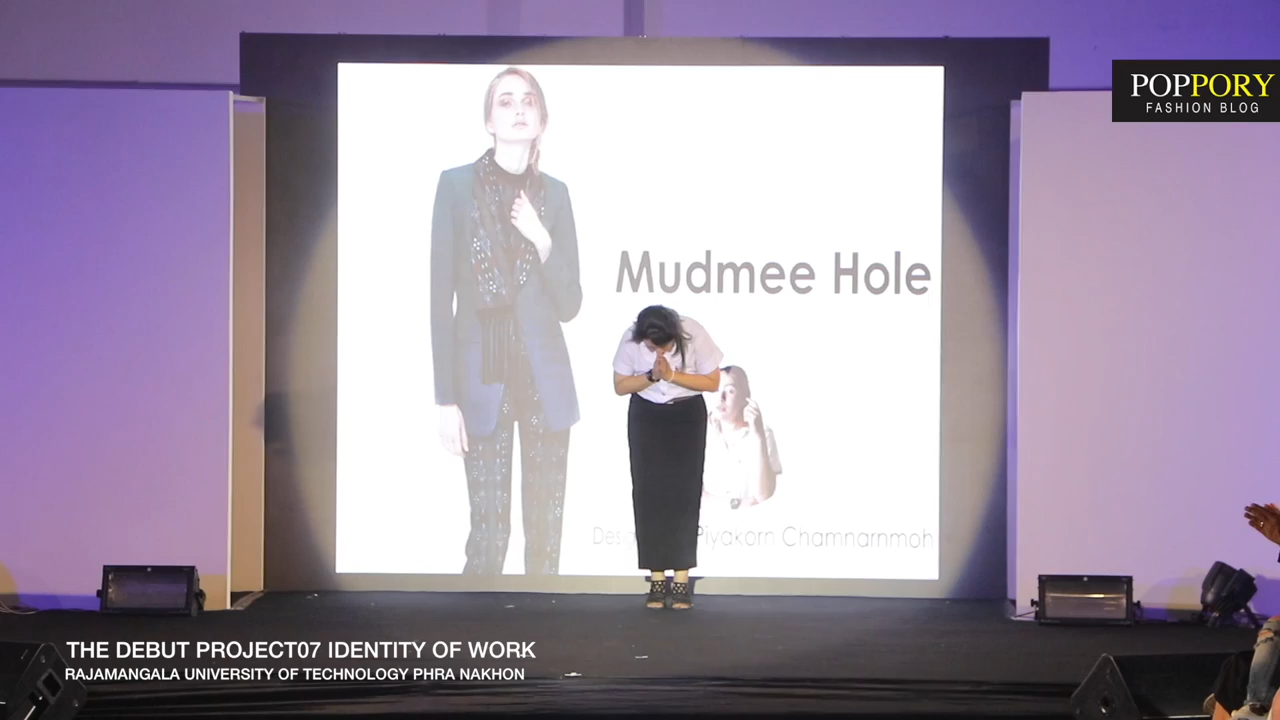 POPPORY
FASHION BLOG
Mudmee Hole
Piyakorn Chamnarnmoh
THE DEBUT PROJECT07 IDENTITY OF WORK
RAJAMANGALA UNIVERSITY OF TECHNOLOGY PHRA NAKHON